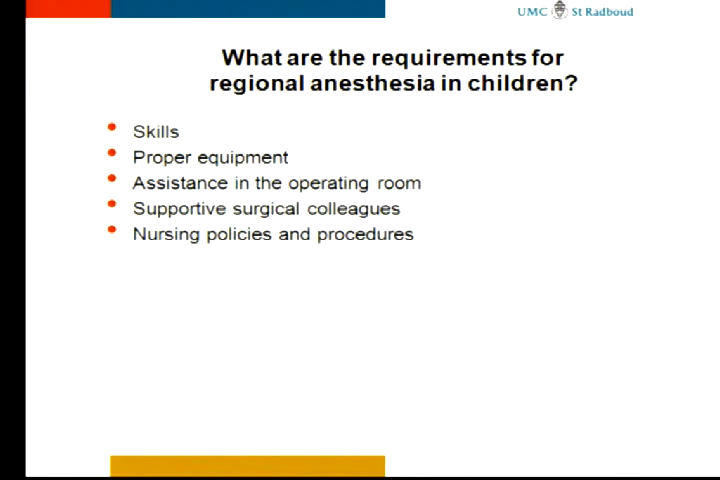 UMC St Radboud
What are the requirements for
regional anesthesia in children?
• Skills
• Proper equipment
• Assistance in the operating room
• Supportive surgical colleagues
• Nursing policies and procedures